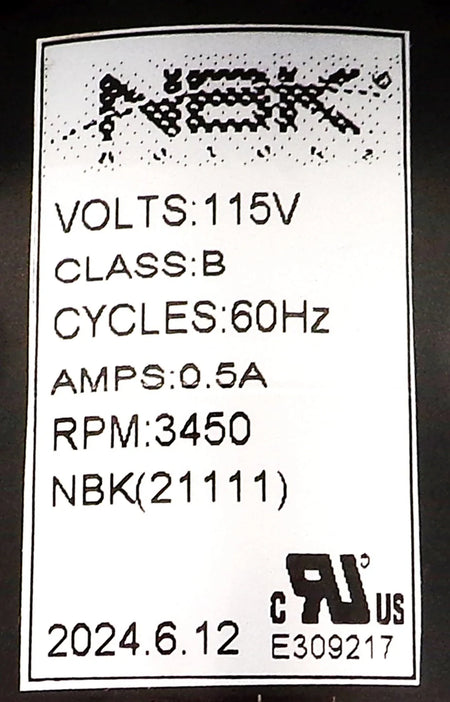 NBK
VOLTS:115V
CLASS:B
CYCLES:60Hz
AMPS:0.5A
RPM:3450
NBK(21111)
2024.6.12
c RU US
E309217